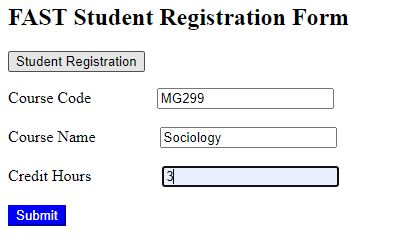 FAST Student Registration Form
Student Registration
Course Code MG299
Course Name Sociology
Credit Hours 3
Submit